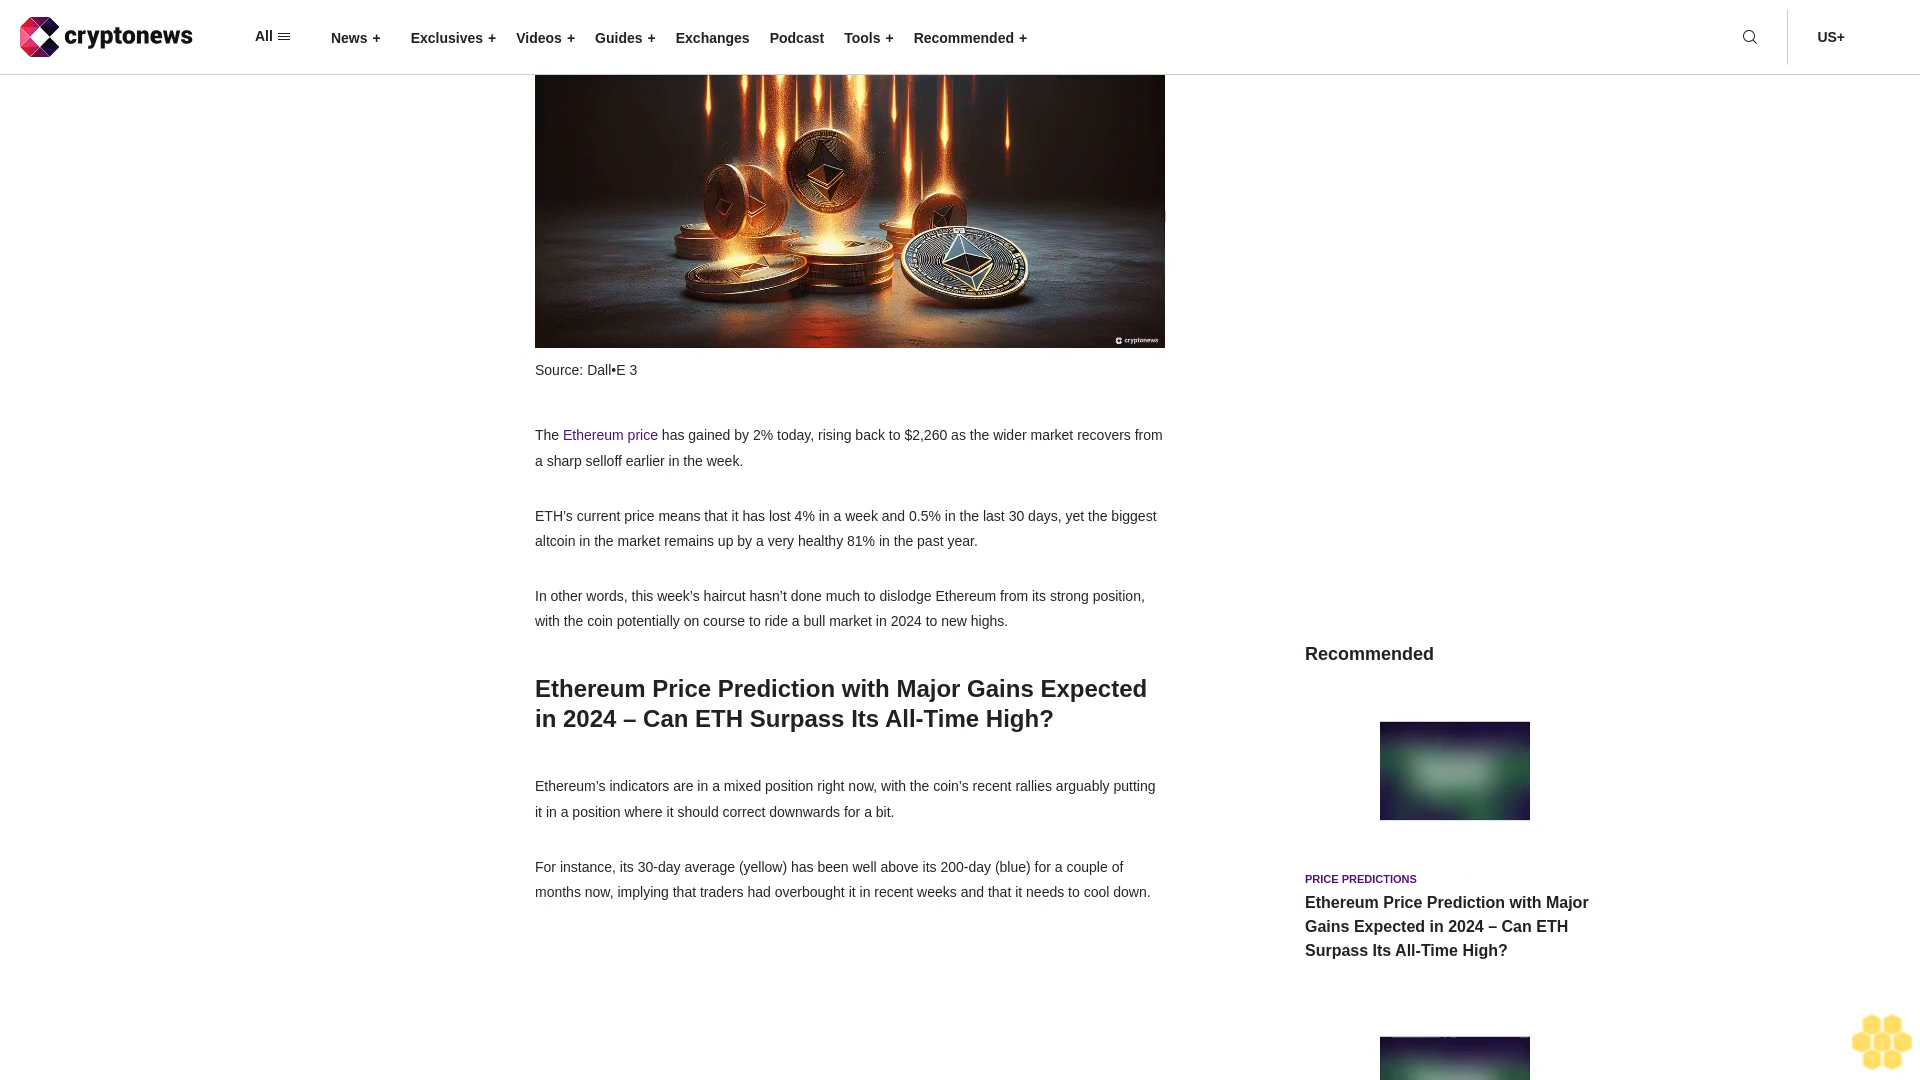 cryptonews
All
News +
Exclusives +
Videos +
Guides +
Exchanges
Podcast
Tools +
Recommended +
US+
cryptonews
Source: Dall•E 3
The Ethereum price has gained by 2% today, rising back to $2,260 as the wider market recovers from
a sharp selloff earlier in the week.
ETH’s current price means that it has lost 4% in a week and 0.5% in the last 30 days, yet the biggest
altcoin in the market remains up by a very healthy 81% in the past year.
In other words, this week’s haircut hasn’t done much to dislodge Ethereum from its strong position,
with the coin potentially on course to ride a bull market in 2024 to new highs.
Ethereum Price Prediction with Major Gains Expected
in 2024 – Can ETH Surpass Its All-Time High?
Ethereum’s indicators are in a mixed position right now, with the coin’s recent rallies arguably putting
it in a position where it should correct downwards for a bit.
For instance, its 30-day average (yellow) has been well above its 200-day (blue) for a couple of
months now, implying that traders had overbought it in recent weeks and that it needs to cool down.
Recommended
PRICE PREDICTIONS
Ethereum Price Prediction with Major
Gains Expected in 2024 – Can ETH
Surpass Its All-Time High?